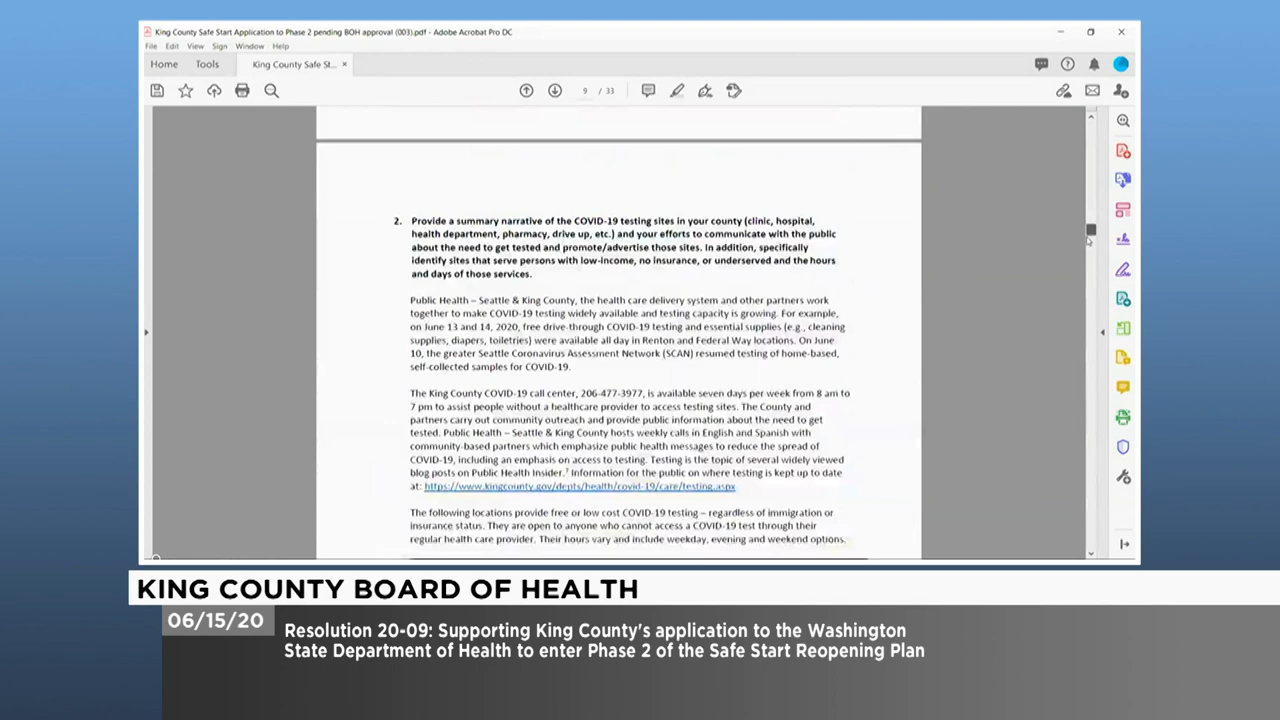 King County Safe Start Application to Phase 2 pending BOH approval (003).pdf - Adobe Acrobat Pro DC
File Edit View Sign Window Help
Home Tools King County Safe St... ×
9 / 33
2. Provide a summary narrative of the COVID-19 testing sites in your county (clinic, hospital,
health department, pharmacy, drive up, etc.) and your efforts to communicate with the public
about the need to get tested and promote/advertise those sites. In addition, specifically
identify sites that serve persons with low-income, no insurance, or underserved and the hours
and days of those services.
Public Health – Seattle & King County, the health care delivery system and other partners work
together to make COVID-19 testing widely available and testing capacity is growing. For example,
on June 13 and 14, 2020, free drive-through COVID-19 testing and essential supplies (e.g., cleaning
supplies, diapers, toiletries) were available all day in Renton and Federal Way locations. On June
10, the greater Seattle Coronavirus Assessment Network (SCAN) resumed testing of home-based,
self-collected samples for COVID-19.
The King County COVID-19 call center, 206-477-3977, is available seven days per week from 8 am to
7 pm to assist people without a healthcare provider to access testing sites. The County and
partners carry out community outreach and provide public information about the need to get
tested. Public Health – Seattle & King County hosts weekly calls in English and Spanish with
community-based partners which emphasize public health messages to reduce the spread of
COVID-19, including an emphasis on access to testing. Testing is the topic of several widely viewed
blog posts on Public Health Insider.⁷ Information for the public on where testing is kept up to date
at: https://www.kingcounty.gov/depts/health/covid-19/care/testing.aspx
The following locations provide free or low cost COVID-19 testing – regardless of immigration or
insurance status. They are open to anyone who cannot access a COVID-19 test through their
regular health care provider. Their hours vary and include weekday, evening and weekend options.
KING COUNTY BOARD OF HEALTH
06/15/20
Resolution 20-09: Supporting King County's application to the Washington
State Department of Health to enter Phase 2 of the Safe Start Reopening Plan